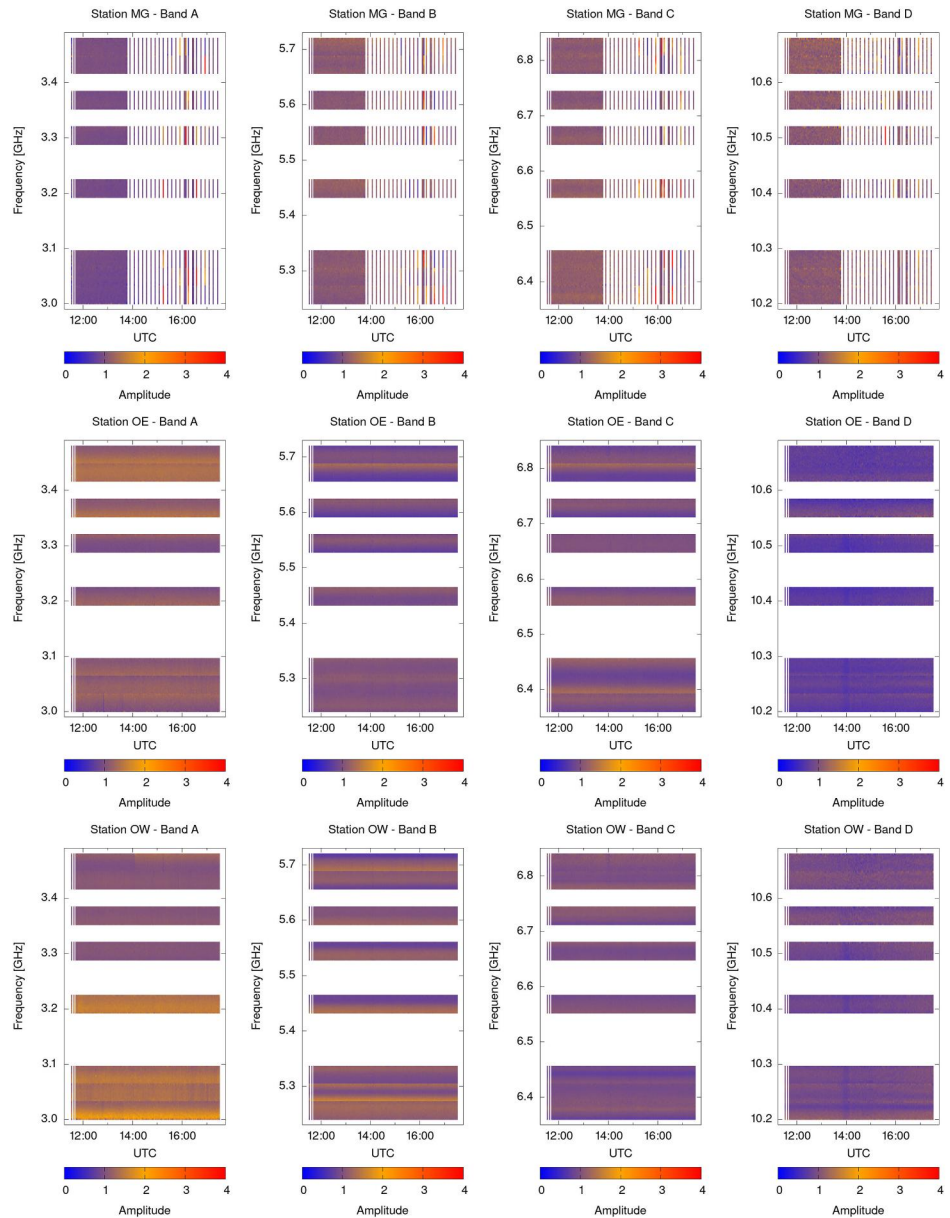 Station MG - Band A
Station MG - Band B
Station MG - Band C
Station MG - Band D
Frequency [GHz]
3.4
3.3
3.2
3.1
3.0
12:00 14:00 16:00
UTC
0 1 2 3 4
Amplitude
Frequency [GHz]
5.7
5.6
5.5
5.4
5.3
12:00 14:00 16:00
UTC
0 1 2 3 4
Amplitude
Frequency [GHz]
6.8
6.7
6.6
6.5
6.4
12:00 14:00 16:00
UTC
0 1 2 3 4
Amplitude
Frequency [GHz]
10.6
10.5
10.4
10.3
10.2
12:00 14:00 16:00
UTC
0 1 2 3 4
Amplitude
Station OE - Band A
Station OE - Band B
Station OE - Band C
Station OE - Band D
Frequency [GHz]
3.4
3.3
3.2
3.1
3.0
12:00 14:00 16:00
UTC
0 1 2 3 4
Amplitude
Frequency [GHz]
5.7
5.6
5.5
5.4
5.3
12:00 14:00 16:00
UTC
0 1 2 3 4
Amplitude
Frequency [GHz]
6.8
6.7
6.6
6.5
6.4
12:00 14:00 16:00
UTC
0 1 2 3 4
Amplitude
Frequency [GHz]
10.6
10.5
10.4
10.3
10.2
12:00 14:00 16:00
UTC
0 1 2 3 4
Amplitude
Station OW - Band A
Station OW - Band B
Station OW - Band C
Station OW - Band D
Frequency [GHz]
3.4
3.3
3.2
3.1
3.0
12:00 14:00 16:00
UTC
0 1 2 3 4
Amplitude
Frequency [GHz]
5.7
5.6
5.5
5.4
5.3
12:00 14:00 16:00
UTC
0 1 2 3 4
Amplitude
Frequency [GHz]
6.8
6.7
6.6
6.5
6.4
12:00 14:00 16:00
UTC
0 1 2 3 4
Amplitude
Frequency [GHz]
10.6
10.5
10.4
10.3
10.2
12:00 14:00 16:00
UTC
0 1 2 3 4
Amplitude